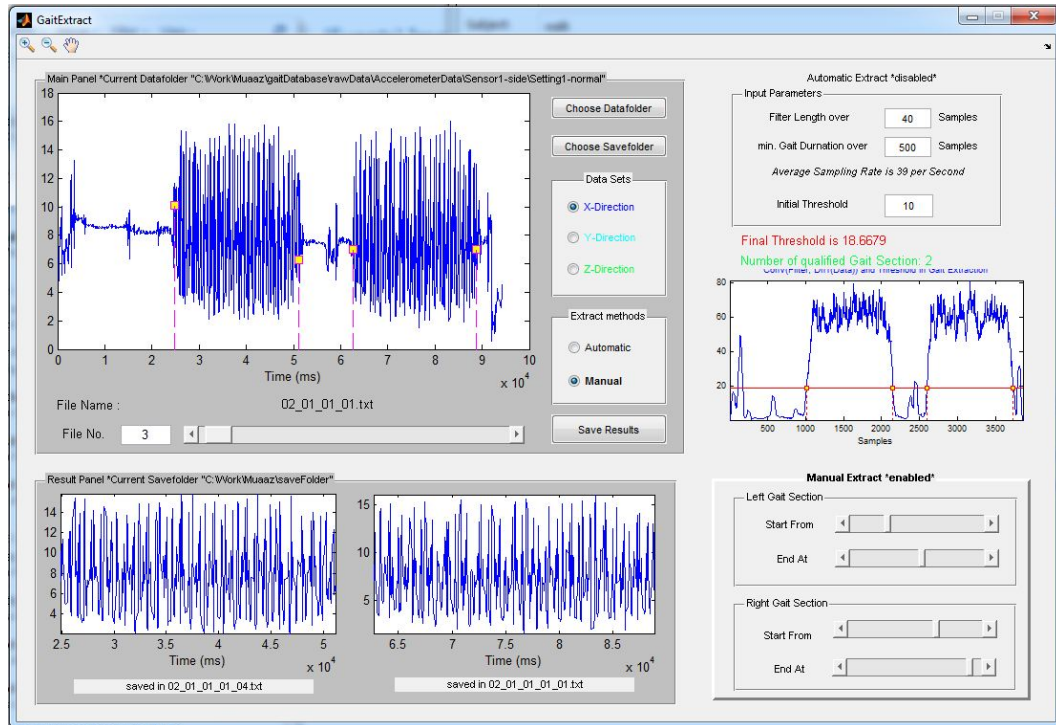 GaitExtract
Main Panel *Current Datafolder "C:\Work\Muaaz\gaitDatabase\rawData\AccelerometerData\Sensor1-side\Setting1-normal"
18
16
14
12
10
8
6
4
2
0
0 1 2 3 4 5 6 7 8 9 10
Time (ms)
x 10^4
File Name : 02_01_01_01.txt
File No. 3
Choose Datafolder
Choose Savefolder
Data Sets
X-Direction
Y-Direction
Z-Direction
Extract methods
Automatic
Manual
Save Results
Automatic Extract *disabled*
Input Parameters
Filter Length over 40 Samples
min. Gait Durnation over 500 Samples
Average Sampling Rate is 39 per Second
Initial Threshold 10
Final Threshold is 18.6679
Number of qualified Gait Section: 2
Conv(Filter, Diff(Data)) and Threshold in Gait Extraction
80
60
40
20
500 1000 1500 2000 2500 3000 3500
Samples
Result Panel *Current Savefolder "C:\Work\Muaaz\saveFolder"
14
12
10
8
6
4
2.5 3 3.5 4 4.5 5
Time (ms)
x 10^4
saved in 02_01_01_01_04.txt
15
10
5
6.5 7 7.5 8 8.5
Time (ms)
x 10^4
saved in 02_01_01_01_01.txt
Manual Extract *enabled*
Left Gait Section
Start From
End At
Right Gait Section
Start From
End At